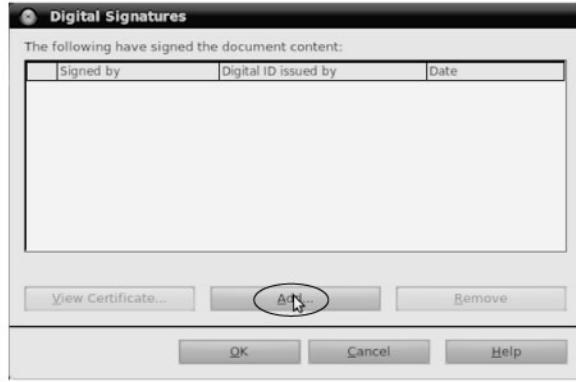 Digital Signatures
The following have signed the document content:
Signed by Digital ID issued by Date
View Certificate... Add... Remove
OK Cancel Help